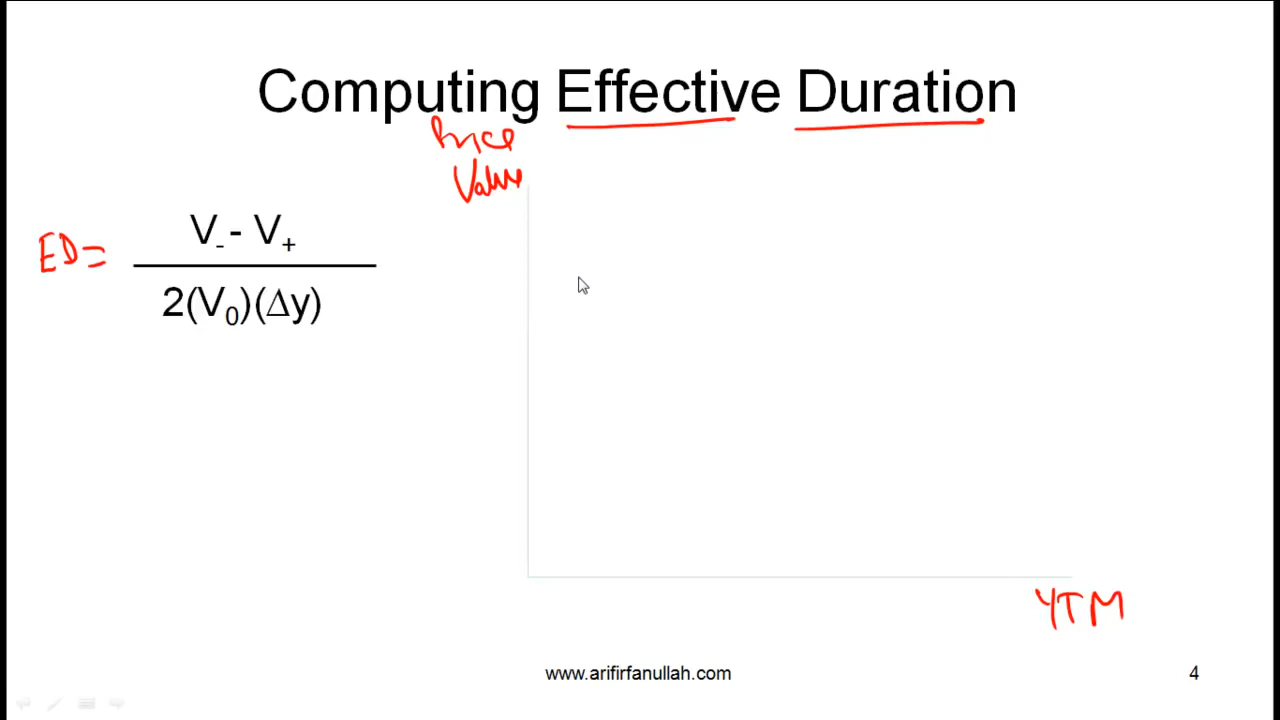 Computing Effective Duration
Price
Value
ED=
V₋ - V₊
2(V₀)(Δy)
YTM
www.arifirfanullah.com
4